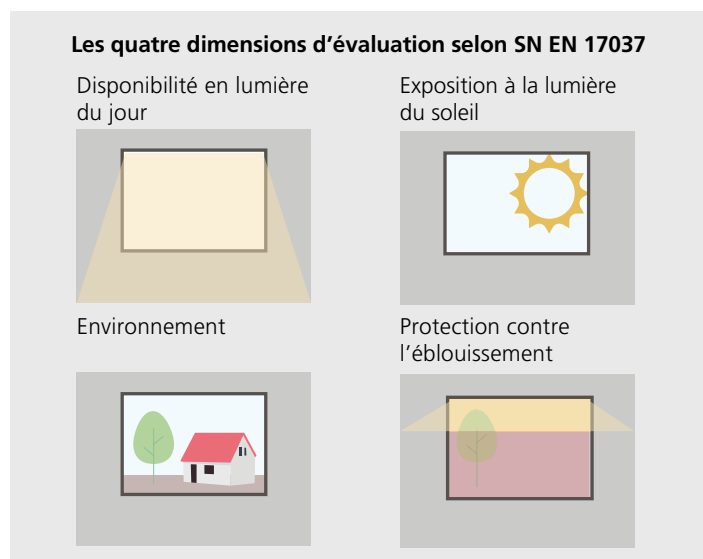 Les quatre dimensions d’évaluation selon SN EN 17037
Disponibilité en lumière
du jour
Exposition à la lumière
du soleil
Environnement
Protection contre
l’éblouissement